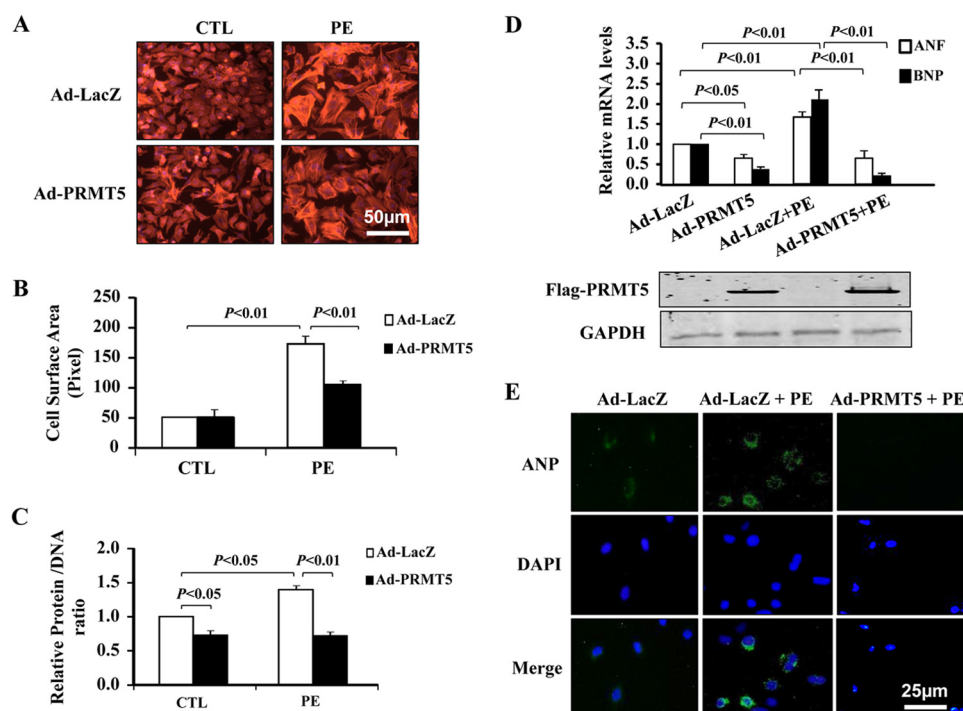 A
CTL
PE
Ad-LacZ
Ad-PRMT5
50μm
B
Cell Surface Area
(Pixel)
250
200
150
100
50
0
P<0.01
P<0.01
Ad-LacZ
Ad-PRMT5
CTL
PE
C
Relative Protein /DNA
ratio
2.0
1.5
1.0
0.5
0.0
P<0.05
P<0.05
P<0.01
Ad-LacZ
Ad-PRMT5
CTL
PE
D
Relative mRNA levels
3.5
3.0
2.5
2.0
1.5
1.0
0.5
0.0
P<0.01
P<0.01
P<0.01
P<0.01
P<0.05
P<0.01
ANF
BNP
Ad-LacZ
Ad-PRMT5
Ad-LacZ+PE
Ad-PRMT5+PE
Flag-PRMT5
GAPDH
E
Ad-LacZ
Ad-LacZ + PE
Ad-PRMT5 + PE
ANP
DAPI
Merge
25μm